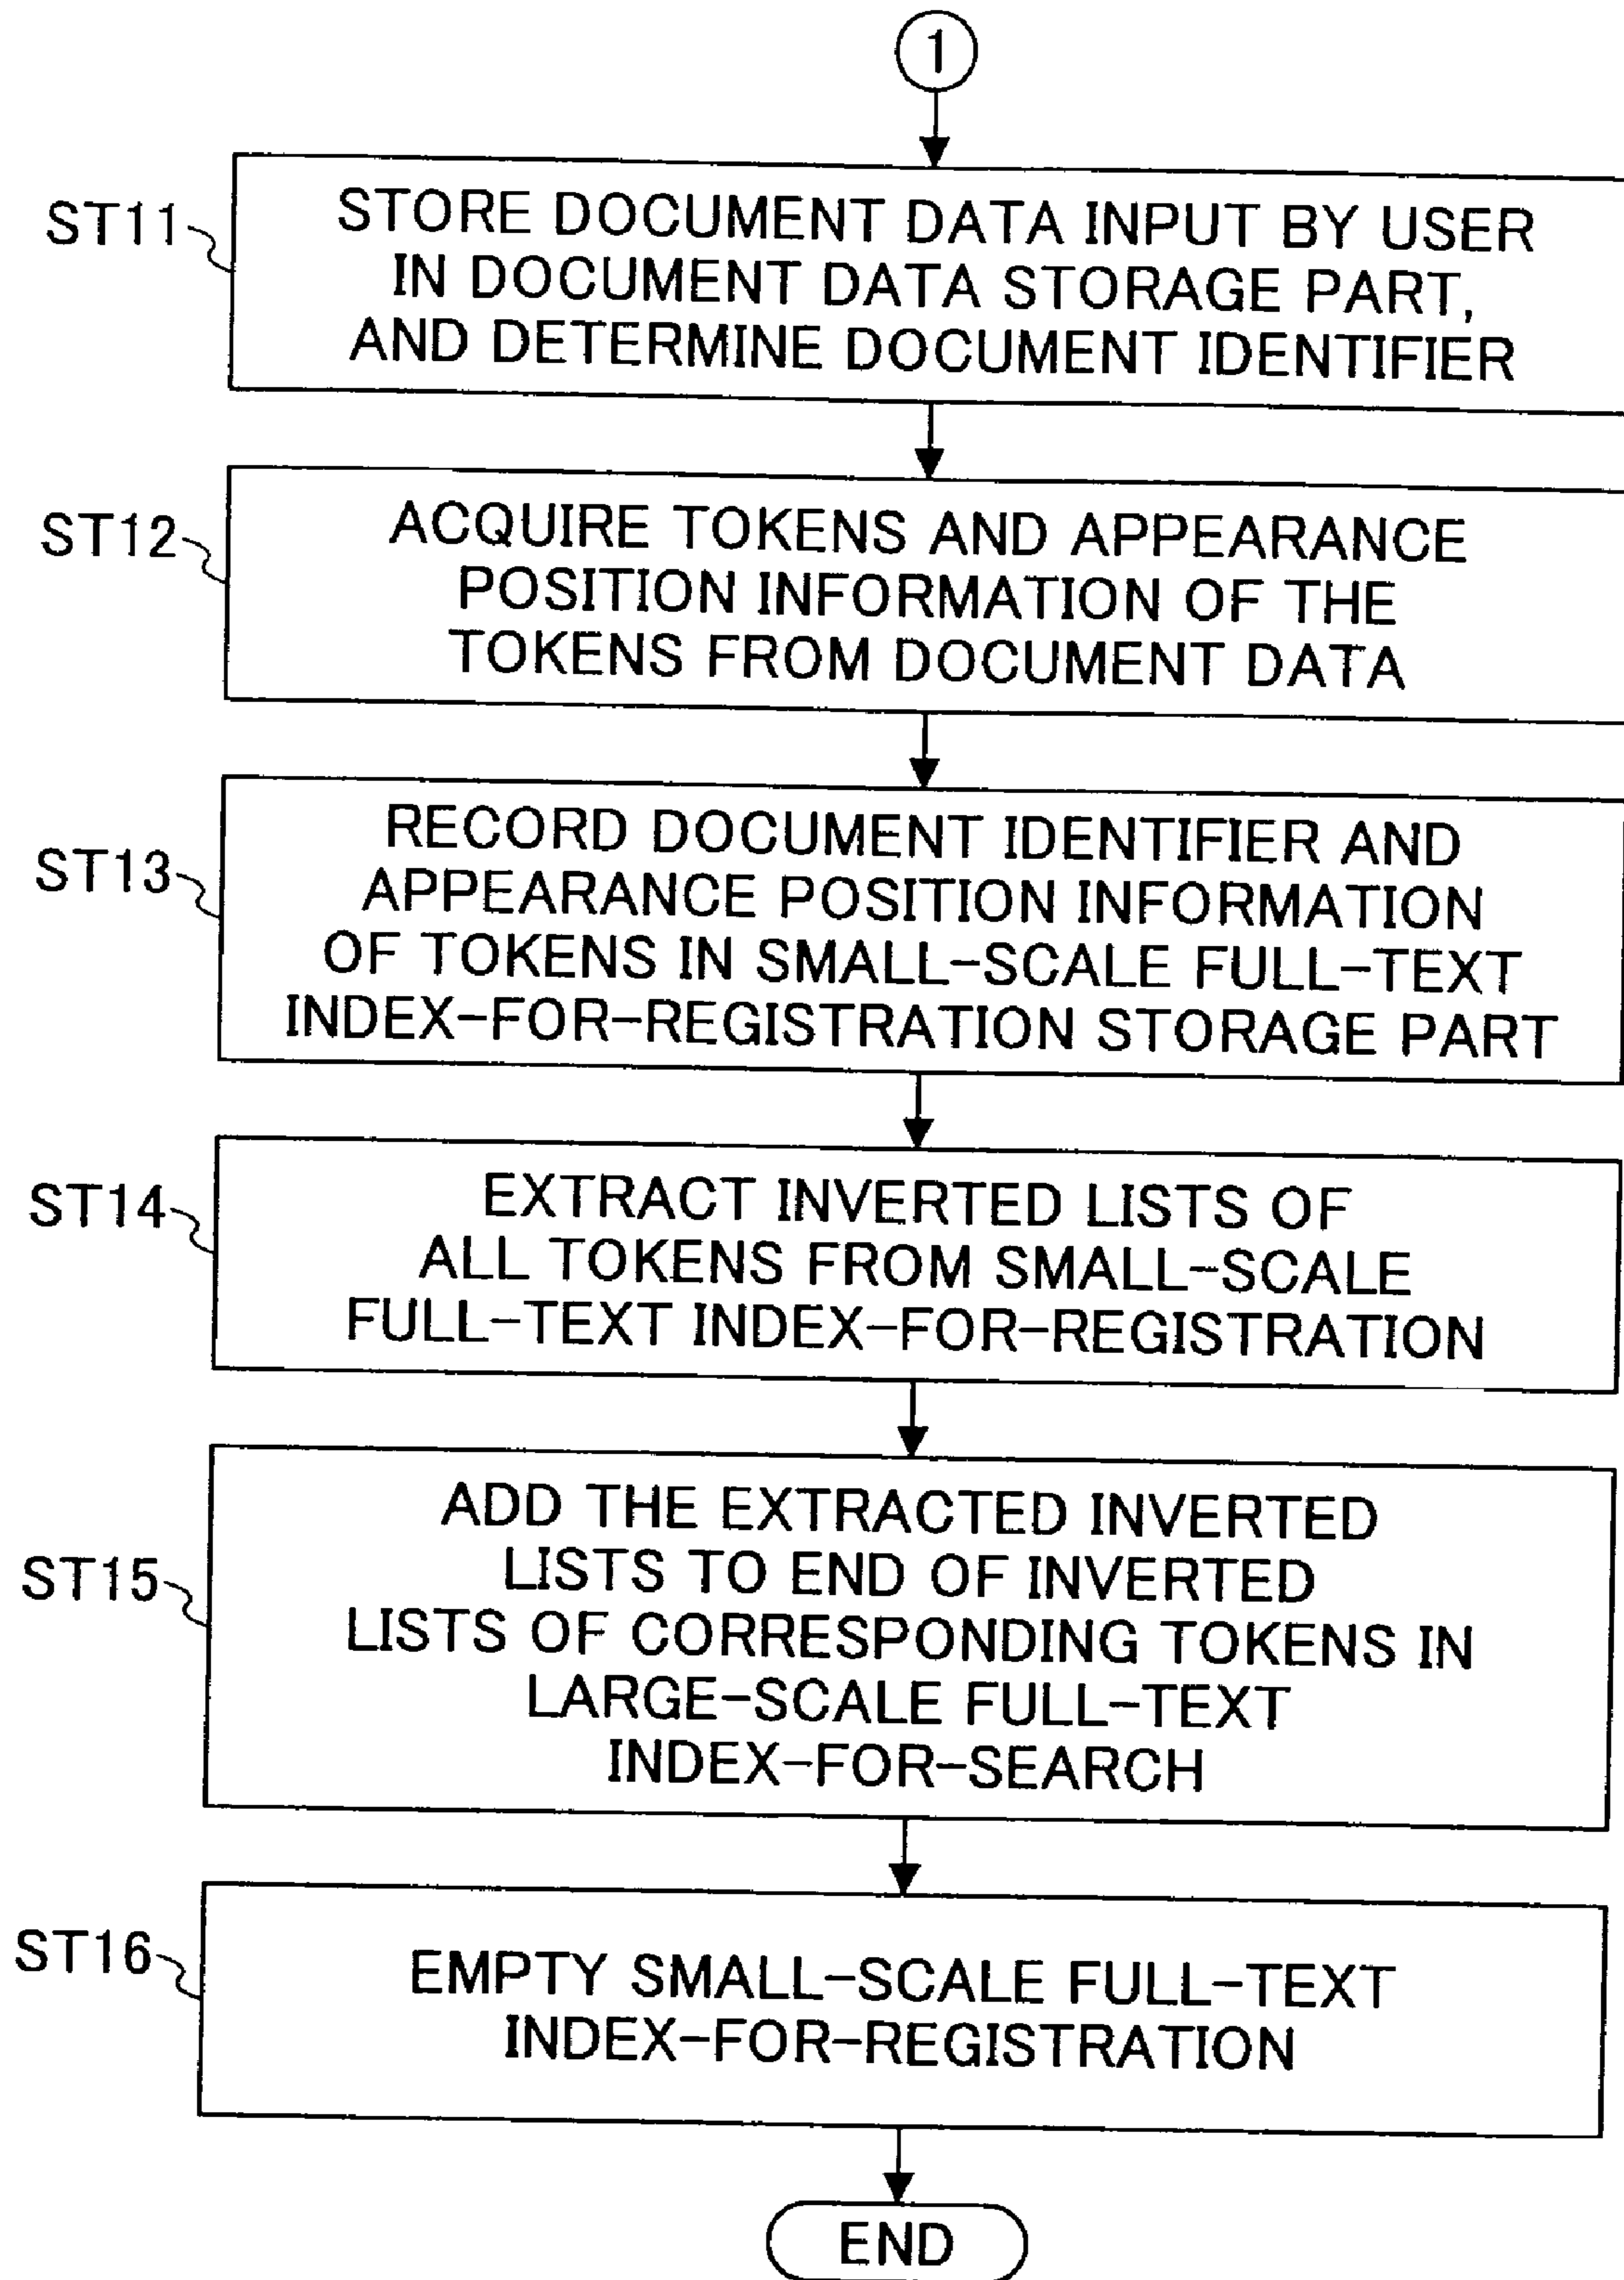 1
ST11
STORE DOCUMENT DATA INPUT BY USER
IN DOCUMENT DATA STORAGE PART,
AND DETERMINE DOCUMENT IDENTIFIER
ST12
ACQUIRE TOKENS AND APPEARANCE
POSITION INFORMATION OF THE
TOKENS FROM DOCUMENT DATA
ST13
RECORD DOCUMENT IDENTIFIER AND
APPEARANCE POSITION INFORMATION
OF TOKENS IN SMALL-SCALE FULL-TEXT
INDEX-FOR-REGISTRATION STORAGE PART
ST14
EXTRACT INVERTED LISTS OF
ALL TOKENS FROM SMALL-SCALE
FULL-TEXT INDEX-FOR-REGISTRATION
ST15
ADD THE EXTRACTED INVERTED
LISTS TO END OF INVERTED
LISTS OF CORRESPONDING TOKENS IN
LARGE-SCALE FULL-TEXT
INDEX-FOR-SEARCH
ST16
EMPTY SMALL-SCALE FULL-TEXT
INDEX-FOR-REGISTRATION
END